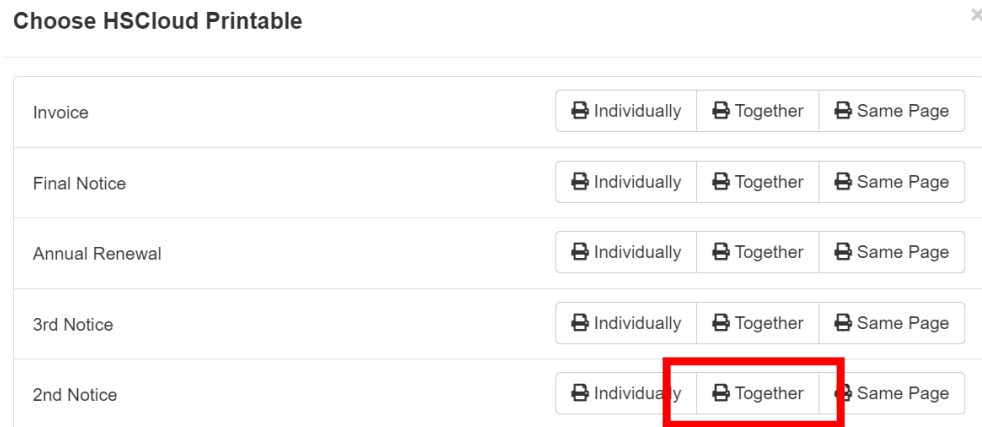 Choose HSCloud Printable ×
Invoice Individually Together Same Page
Final Notice Individually Together Same Page
Annual Renewal Individually Together Same Page
3rd Notice Individually Together Same Page
2nd Notice Individually Together Same Page